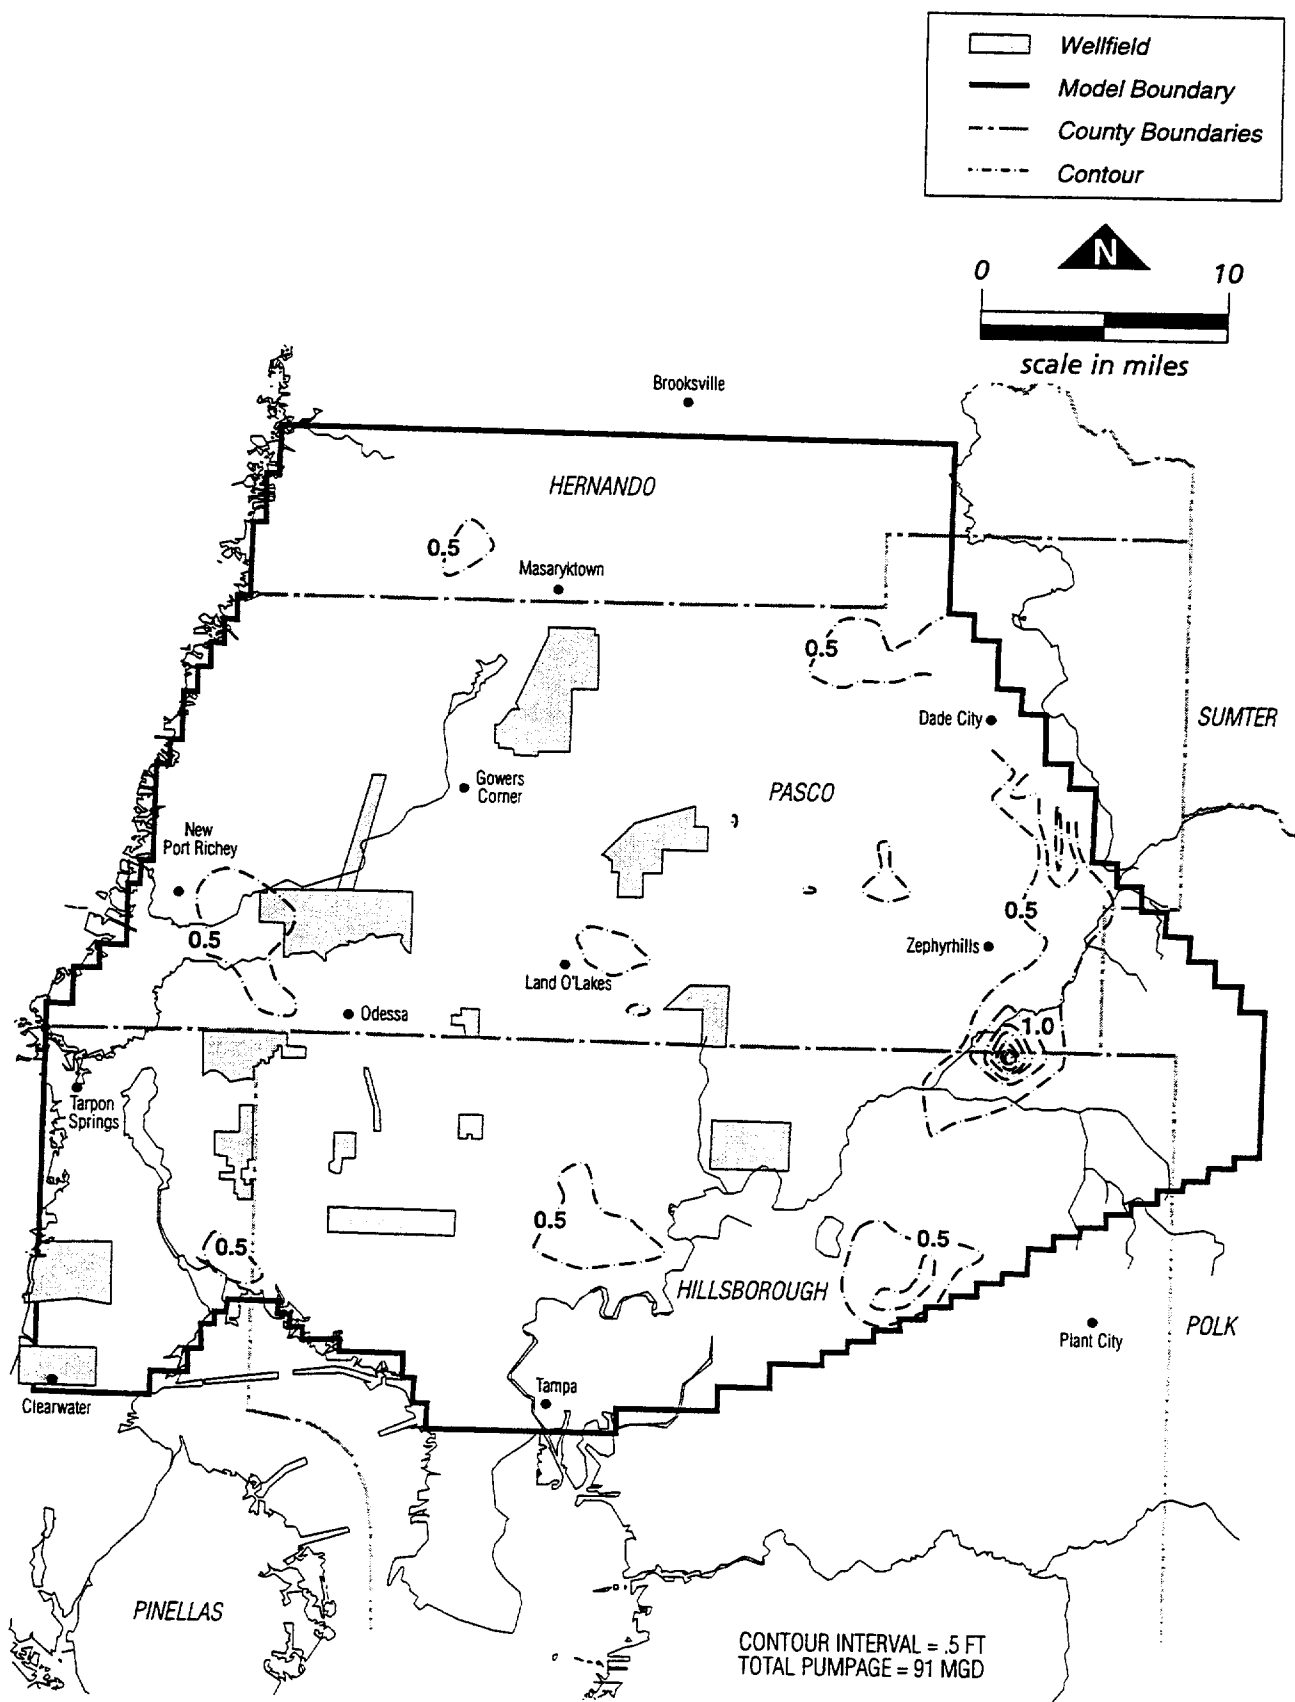 Wellfield
Model Boundary
County Boundaries
Contour
N
0
10
scale in miles
Brooksville
HERNANDO
0.5
Masaryktown
0.5
Dade City
SUMTER
Gowers
Corner
PASCO
New
Port Richey
0.5
0.5
Zephyrhills
Land O'Lakes
Odessa
1.0
Tarpon
Springs
0.5
0.5
0.5
HILLSBOROUGH
Plant City
POLK
Tampa
Clearwater
PINELLAS
CONTOUR INTERVAL = .5 FT
TOTAL PUMPAGE = 91 MGD